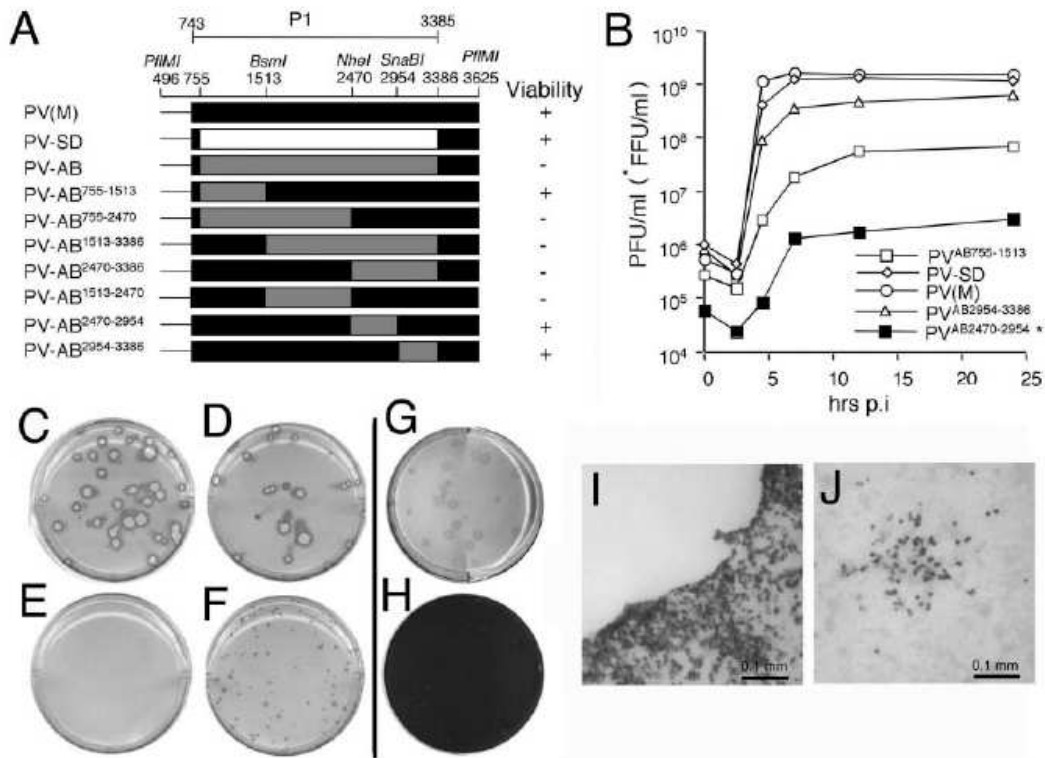 A
743 P1 3385
PflMI BsmI NheI SnaBI PflMI
496 755 1513 2470 2954 3386 3625
Viability
PV(M) +
PV-SD +
PV-AB -
PV-AB755-1513 +
PV-AB755-2470 -
PV-AB1513-3386 -
PV-AB2470-3386 -
PV-AB1513-2470 -
PV-AB2470-2954 +
PV-AB2954-3386 +
B
PFU/ml (*FFU/ml)
10^10
10^9
10^8
10^7
10^6
10^5
10^4
PVAB755-1513
PV-SD
PV(M)
PVAB2954-3386
PVAB2470-2954 *
0 5 10 15 20 25
hrs p.i
C
D
E
F
G
H
I
0.1 mm
J
0.1 mm